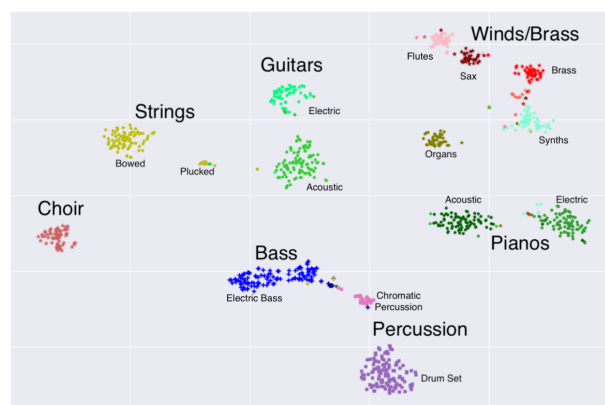 Winds/Brass
Flutes
Sax
Brass
Guitars
Electric
Strings
Bowed
Plucked
Acoustic
Organs
Synths
Choir
Acoustic
Electric
Pianos
Bass
Electric Bass
Chromatic
Percussion
Percussion
Drum Set